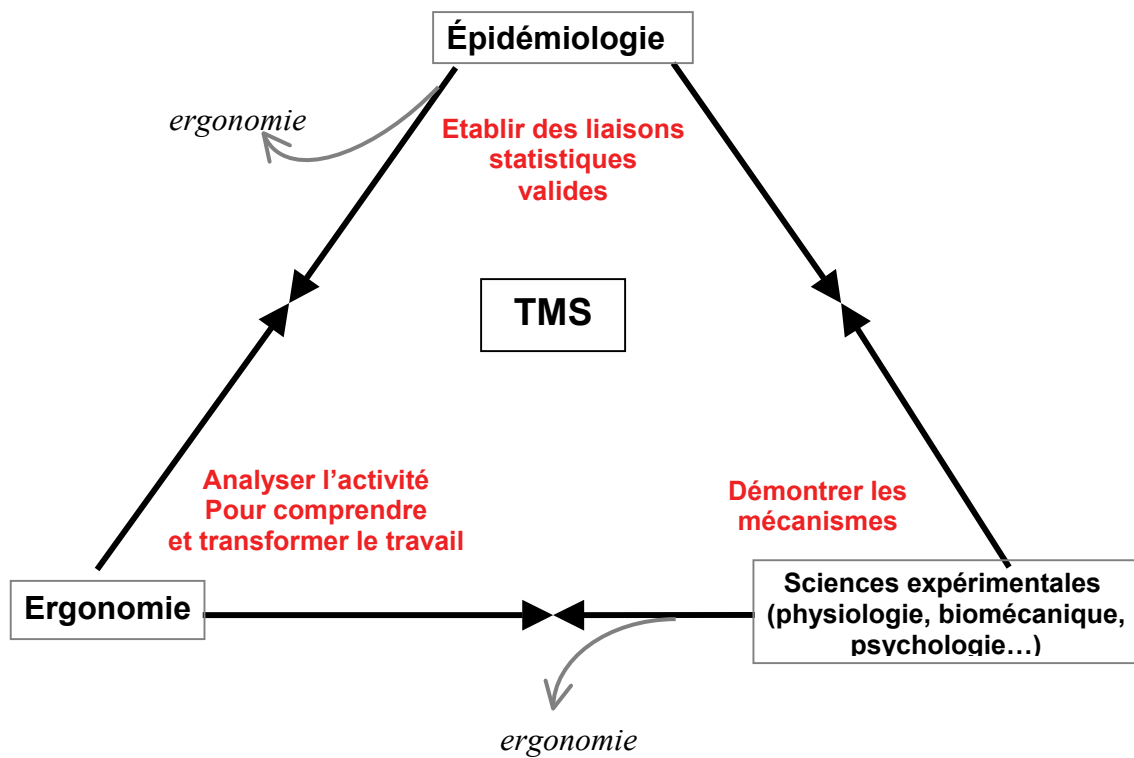 Épidémiologie
ergonomie
Etablir des liaisons
statistiques
valides
TMS
Analyser l’activité
Pour comprendre
et transformer le travail
Démontrer les
mécanismes
Ergonomie
Sciences expérimentales
(physiologie, biomécanique,
psychologie…)
ergonomie